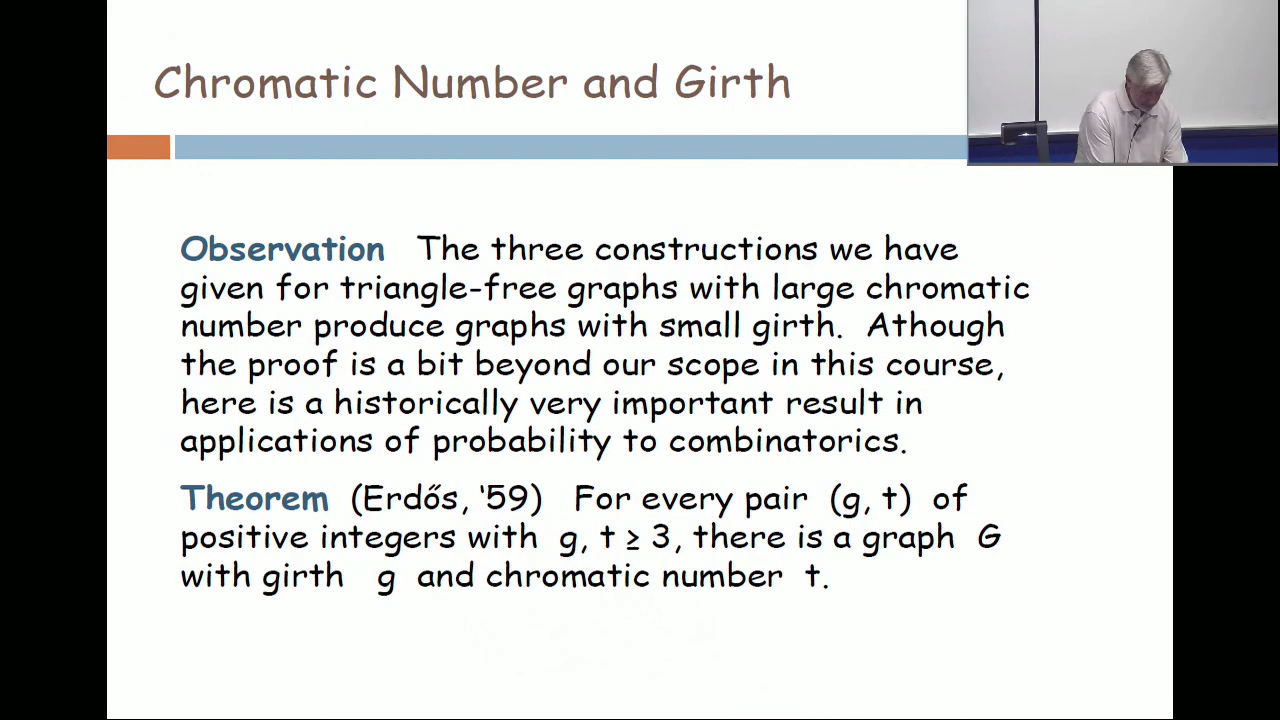 Chromatic Number and Girth
Observation The three constructions we have
given for triangle-free graphs with large chromatic
number produce graphs with small girth. Athough
the proof is a bit beyond our scope in this course,
here is a historically very important result in
applications of probability to combinatorics.
Theorem (Erdős, ‘59) For every pair (g, t) of
positive integers with g, t ≥ 3, there is a graph G
with girth g and chromatic number t.